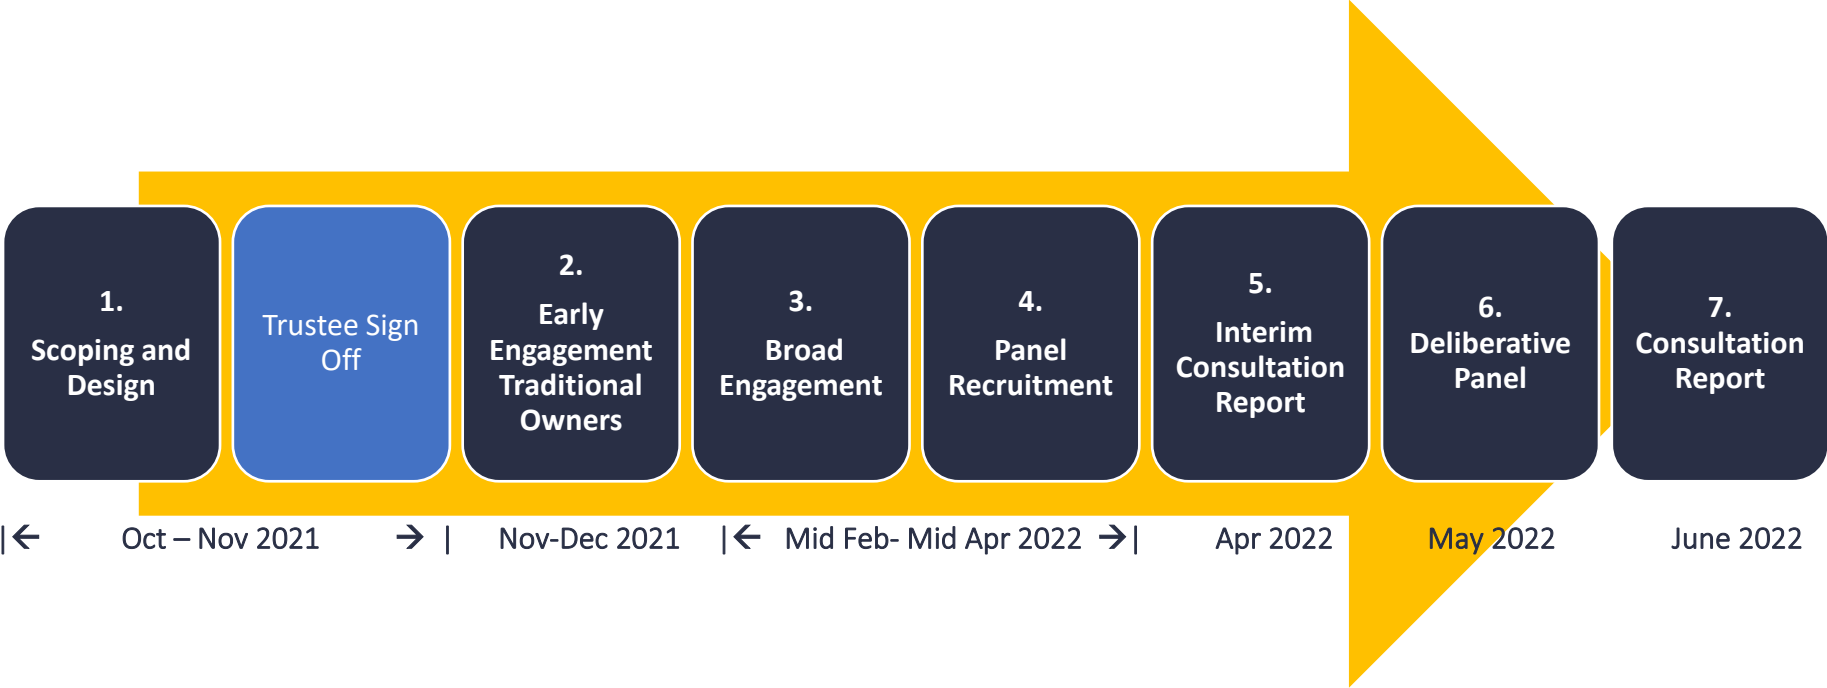 1.
Scoping and
Design
Trustee Sign
Off
2.
Early
Engagement
Traditional
Owners
3.
Broad
Engagement
4.
Panel
Recruitment
5.
Interim
Consultation
Report
6.
Deliberative
Panel
7.
Consultation
Report
|← Oct – Nov 2021 → |
Nov-Dec 2021
|← Mid Feb- Mid Apr 2022 →|
Apr 2022
May 2022
June 2022